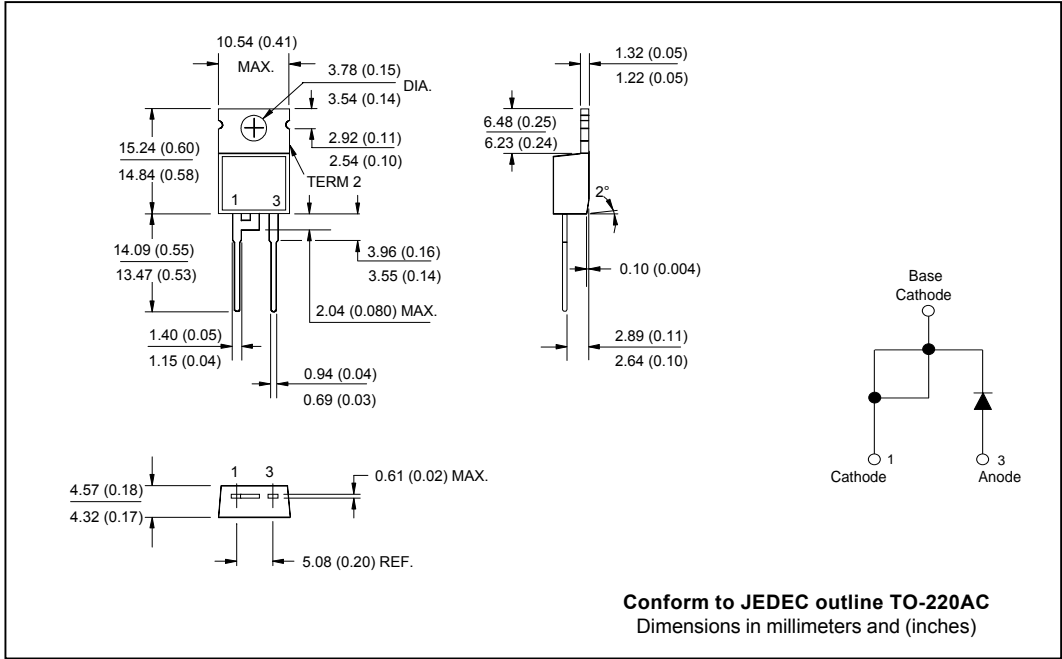 10.54 (0.41)
MAX.
3.78 (0.15)
3.54 (0.14)
DIA.
1.32 (0.05)
1.22 (0.05)
15.24 (0.60)
14.84 (0.58)
2.92 (0.11)
2.54 (0.10)
TERM 2
6.48 (0.25)
6.23 (0.24)
1 3
2°
14.09 (0.55)
13.47 (0.53)
3.96 (0.16)
3.55 (0.14)
0.10 (0.004)
2.04 (0.080) MAX.
1.40 (0.05)
1.15 (0.04)
2.89 (0.11)
2.64 (0.10)
0.94 (0.04)
0.69 (0.03)
Base
Cathode
1
Cathode
3
Anode
1 3
0.61 (0.02) MAX.
4.57 (0.18)
4.32 (0.17)
5.08 (0.20) REF.
Conform to JEDEC outline TO-220AC
Dimensions in millimeters and (inches)